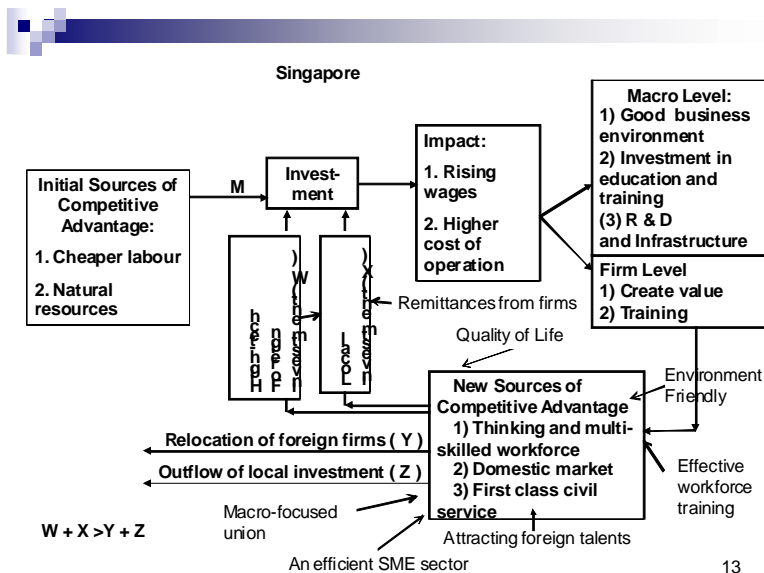 Singapore
Initial Sources of
Competitive
Advantage:
1. Cheaper labour
2. Natural
resources
M
Invest-
ment
Impact:
1. Rising
wages
2. Higher
cost of
operation
Macro Level:
1) Good business
environment
2) Investment in
education and
training
(3) R & D
and Infrastructure
Firm Level
1) Create value
2) Training
Foreign
Investment (W)
Local
Investment (X)
Remittances from firms
Quality of Life
Environment
Friendly
New Sources of
Competitive Advantage
1) Thinking and multi-
skilled workforce
2) Domestic market
3) First class civil
service
Relocation of foreign firms ( Y )
Outflow of local investment ( Z )
Effective
workforce
training
Macro-focused
union
Attracting foreign talents
W + X >Y + Z
An efficient SME sector
13